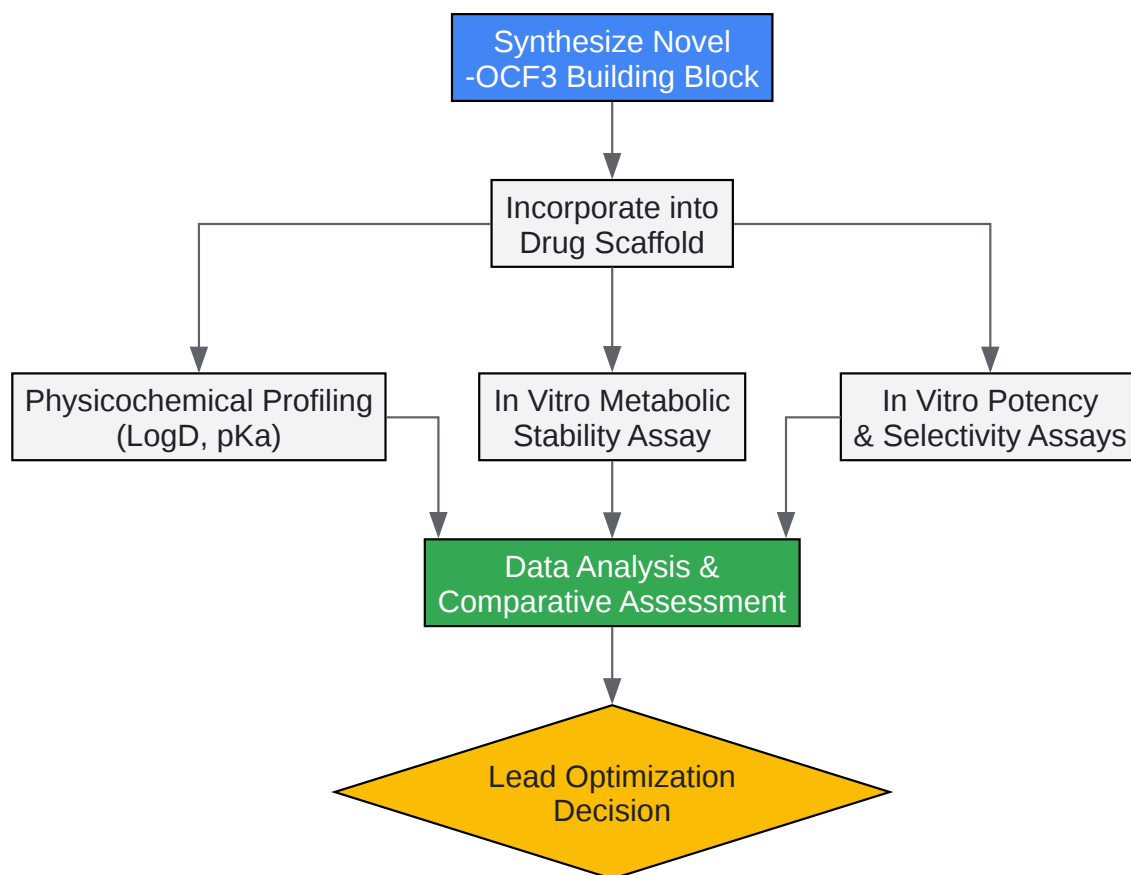 Synthesize Novel
-OCF3 Building Block
Incorporate into
Drug Scaffold
Physicochemical Profiling
(LogD, pKa)
In Vitro Metabolic
Stability Assay
In Vitro Potency
& Selectivity Assays
Data Analysis &
Comparative Assessment
Lead Optimization
Decision